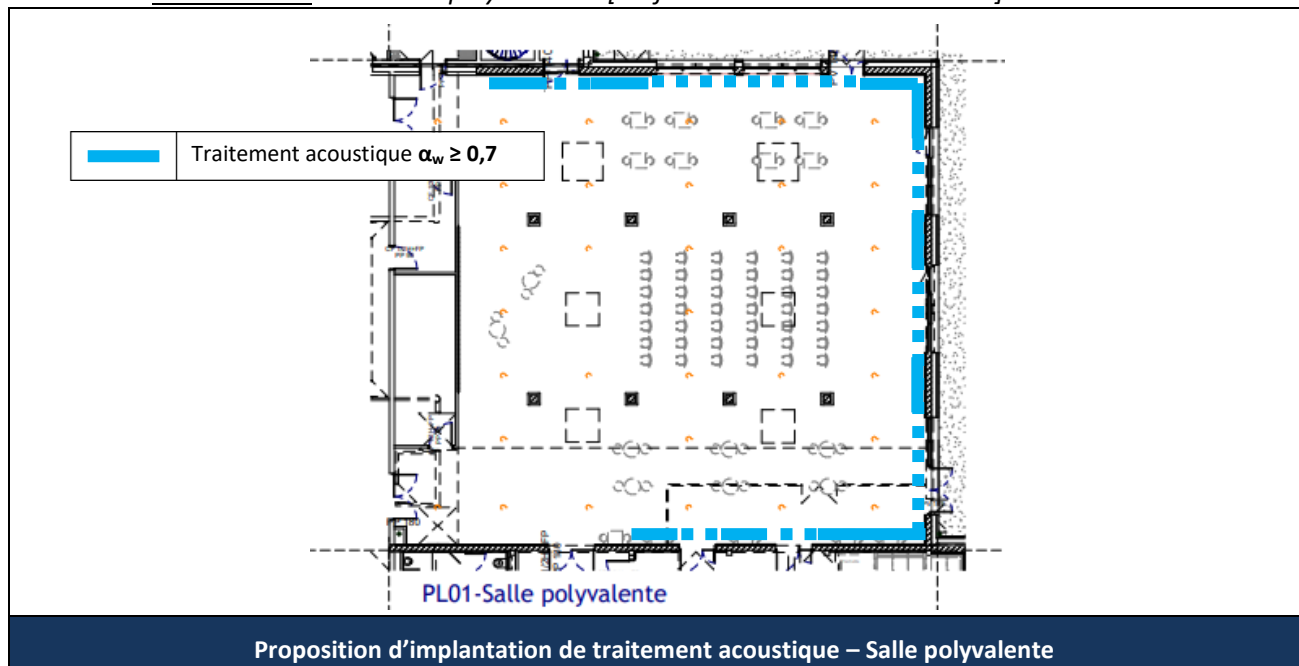 Traitement acoustique αw ≥ 0,7
PL01-Salle polyvalente
Proposition d’implantation de traitement acoustique – Salle polyvalente